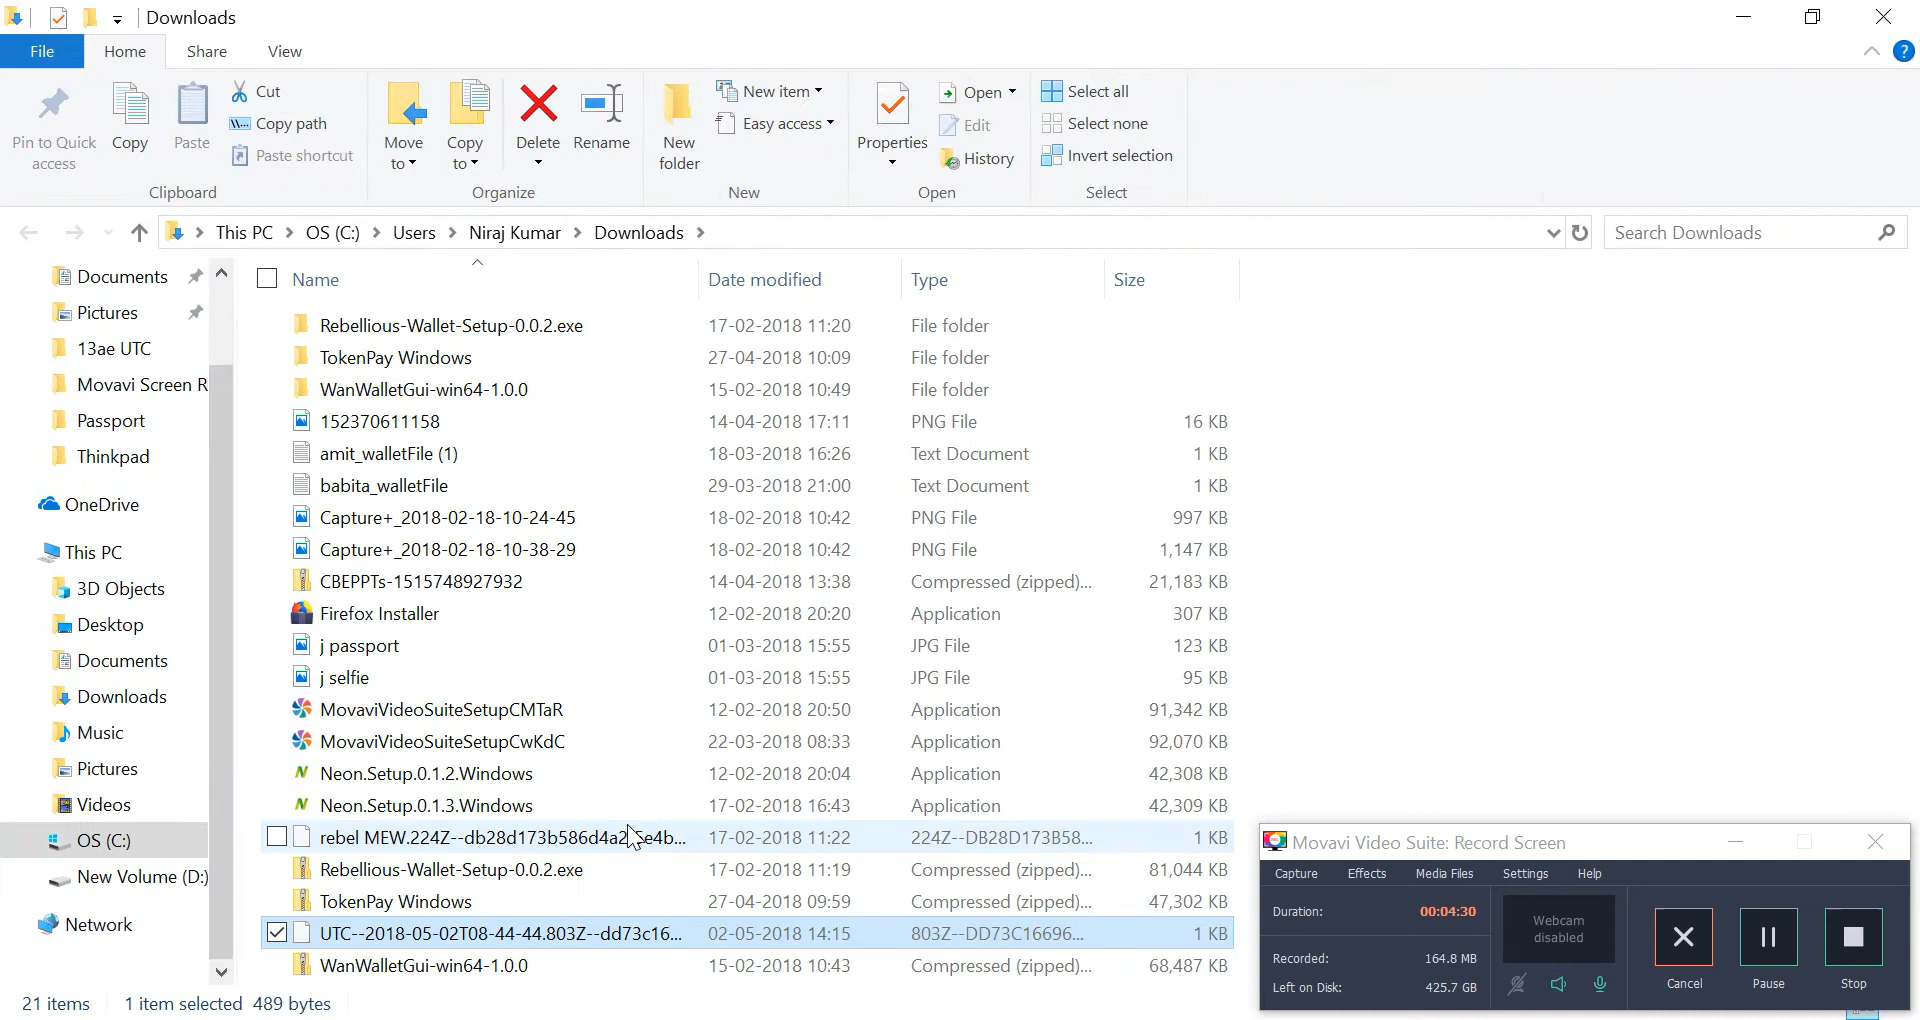 Downloads
File Home Share View
Pin to Quick access
Copy
Paste
Cut
Copy path
Paste shortcut
Clipboard
Move to
Copy to
Delete
Rename
Organize
New folder
New item
Easy access
New
Properties
Open
Edit
History
Open
Select all
Select none
Invert selection
Select
This PC > OS (C:) > Users > Niraj Kumar > Downloads >
Search Downloads
Documents
Pictures
13ae UTC
Movavi Screen R
Passport
Thinkpad
OneDrive
This PC
3D Objects
Desktop
Documents
Downloads
Music
Pictures
Videos
OS (C:)
New Volume (D:)
Network
Name Date modified Type Size
Rebellious-Wallet-Setup-0.0.2.exe 17-02-2018 11:20 File folder
TokenPay Windows 27-04-2018 10:09 File folder
WanWalletGui-win64-1.0.0 15-02-2018 10:49 File folder
152370611158 14-04-2018 17:11 PNG File 16 KB
amit_walletFile (1) 18-03-2018 16:26 Text Document 1 KB
babita_walletFile 29-03-2018 21:00 Text Document 1 KB
Capture+_2018-02-18-10-24-45 18-02-2018 10:42 PNG File 997 KB
Capture+_2018-02-18-10-38-29 18-02-2018 10:42 PNG File 1,147 KB
CBEPPTs-1515748927932 14-04-2018 13:38 Compressed (zipped)... 21,183 KB
Firefox Installer 12-02-2018 20:20 Application 307 KB
j passport 01-03-2018 15:55 JPG File 123 KB
j selfie 01-03-2018 15:55 JPG File 95 KB
MovaviVideoSuiteSetupCMTaR 12-02-2018 20:50 Application 91,342 KB
MovaviVideoSuiteSetupCwKdC 22-03-2018 08:33 Application 92,070 KB
Neon.Setup.0.1.2.Windows 12-02-2018 20:04 Application 42,308 KB
Neon.Setup.0.1.3.Windows 17-02-2018 16:43 Application 42,309 KB
rebel 17-02-2018 11:22 224Z--DB28D173B58... 1 KB
Rebellious-Wallet-Setup-0.0.2.exe 17-02-2018 11:19 Compressed (zipped)... 81,044 KB
TokenPay Windows 27-04-2018 09:59 Compressed (zipped)... 47,302 KB
UTC--2018-05-02T08-44-44.803Z--dd73c16... 02-05-2018 14:15 803Z--DD73C16696... 1 KB
WanWalletGui-win64-1.0.0 15-02-2018 10:43 Compressed (zipped)... 68,487 KB
21 items 1 item selected 489 bytes
Movavi Video Suite: Record Screen
Capture Effects Media Files Settings Help
Duration: 00:04:30
Recorded: 164.8 MB
Left on Disk: 425.7 GB
Webcam disabled
Cancel Pause Stop